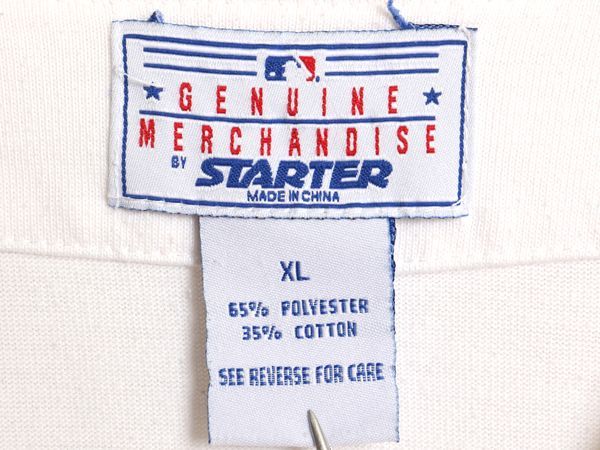 GENUINE
MERCHANDISE
BY STARTER
MADE IN CHINA
XL
65% POLYESTER
35% COTTON
SEE REVERSE FOR CARE